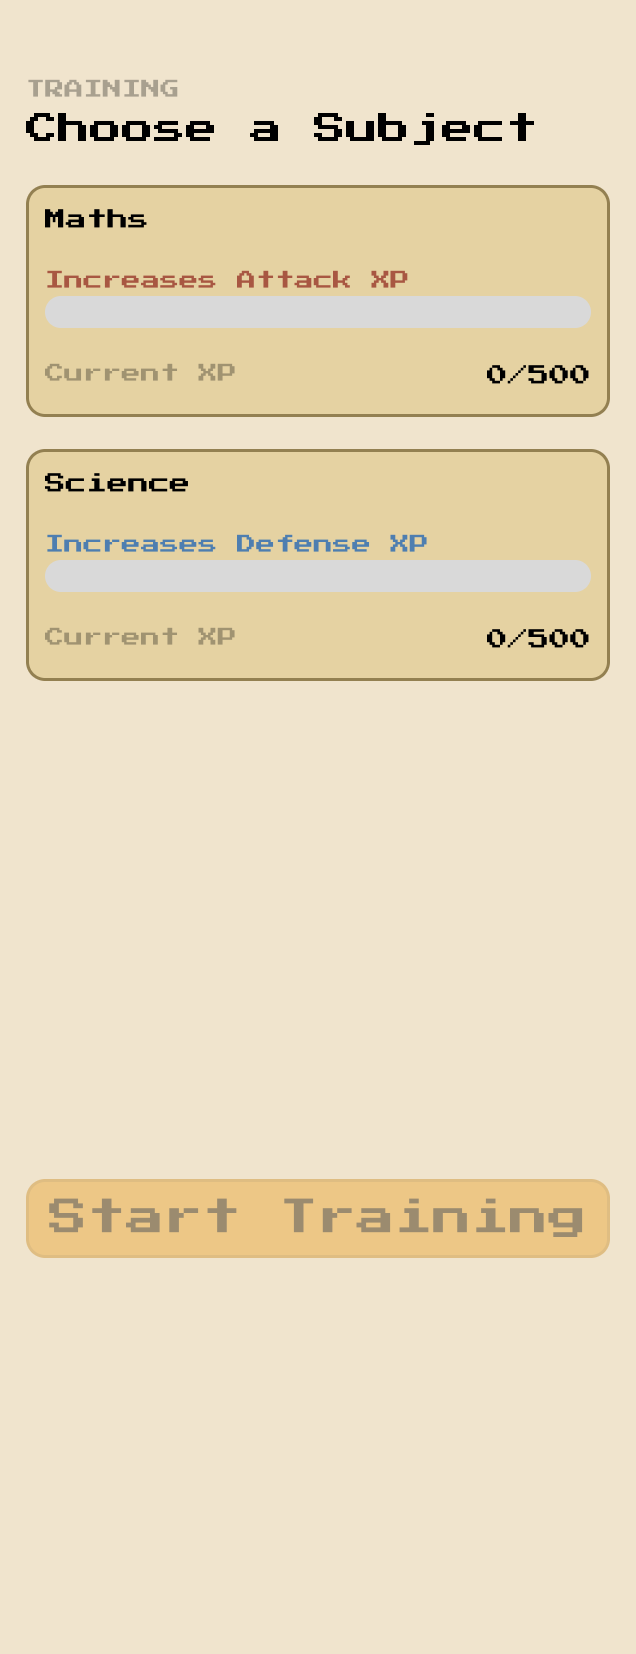 TRAINING
Choose a Subject
Maths
Increases Attack XP
Current XP 0/500
Science
Increases Defense XP
Current XP 0/500
Start Training